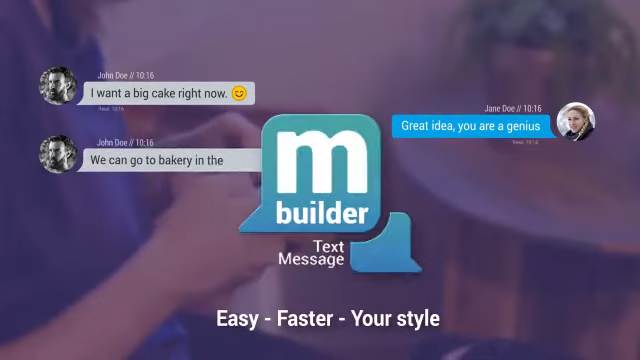 John Doe // 10:16
I want a big cake right now. 😊
Read 10:16
Jane Doe // 10:16
Great idea, you are a genius
Read 10:16
John Doe // 10:16
We can go to bakery in the
m
builder
Text
Message
Easy - Faster - Your style